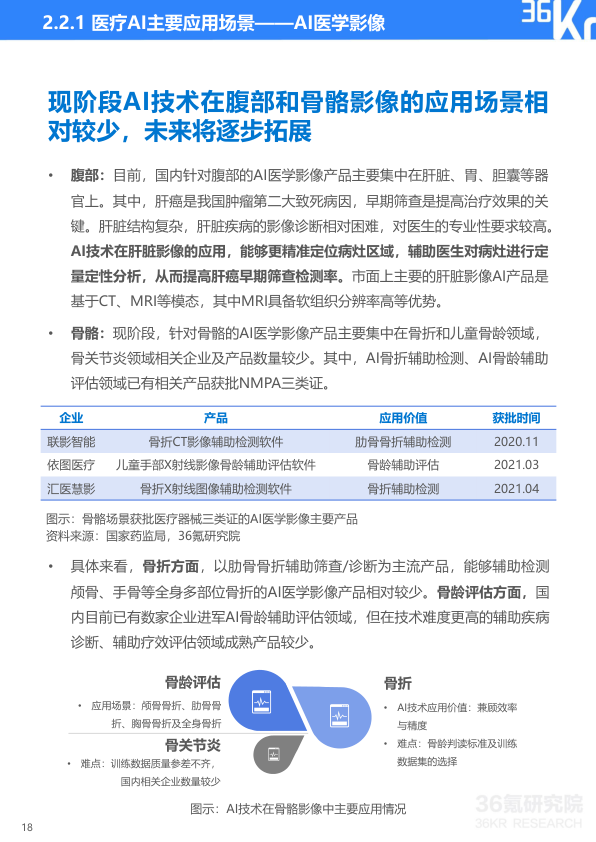 2.2.1 医疗AI主要应用场景——AI医学影像
36Kr
现阶段AI技术在腹部和骨骼影像的应用场景相
对较少，未来将逐步拓展
• 腹部：目前，国内针对腹部的AI医学影像产品主要集中在肝脏、胃、胆囊等器
官上。其中，肝癌是我国肿瘤第二大致死病因，早期筛查是提高治疗效果的关
键。肝脏结构复杂，肝脏疾病的影像诊断相对困难，对医生的专业性要求较高。
AI技术在肝脏影像的应用，能够更精准定位病灶区域，辅助医生对病灶进行定
量定性分析，从而提高肝癌早期筛查检测率。市面上主要的肝脏影像AI产品是
基于CT、MRI等模态，其中MRI具备软组织分辨率高等优势。
• 骨骼：现阶段，针对骨骼的AI医学影像产品主要集中在骨折和儿童骨龄领域，
骨关节炎领域相关企业及产品数量较少。其中，AI骨折辅助检测、AI骨龄辅助
评估领域已有相关产品获批NMPA三类证。
企业 产品 应用价值 获批时间
联影智能 骨折CT影像辅助检测软件 肋骨骨折辅助检测 2020.11
依图医疗 儿童手部X射线影像骨龄辅助评估软件 骨龄辅助评估 2021.03
汇医慧影 骨折X射线图像辅助检测软件 骨折辅助检测 2021.04
图示：骨骼场景获批医疗器械三类证的AI医学影像主要产品
资料来源：国家药监局，36氪研究院
• 具体来看，骨折方面，以肋骨骨折辅助筛查/诊断为主流产品，能够辅助检测
颅骨、手骨等全身多部位骨折的AI医学影像产品相对较少。骨龄评估方面，国
内目前已有数家企业进军AI骨龄辅助评估领域，但在技术难度更高的辅助疾病
诊断、辅助疗效评估领域成熟产品较少。
骨龄评估
• 应用场景：颅骨骨折、肋骨骨
折、胸骨骨折及全身骨折
骨关节炎
• 难点：训练数据质量参差不齐，
国内相关企业数量较少
骨折
• AI技术应用价值：兼顾效率
与精度
• 难点：骨龄判读标准及训练
数据集的选择
图示：AI技术在骨骼影像中主要应用情况
36氪研究院
36KR RESEARCH
18